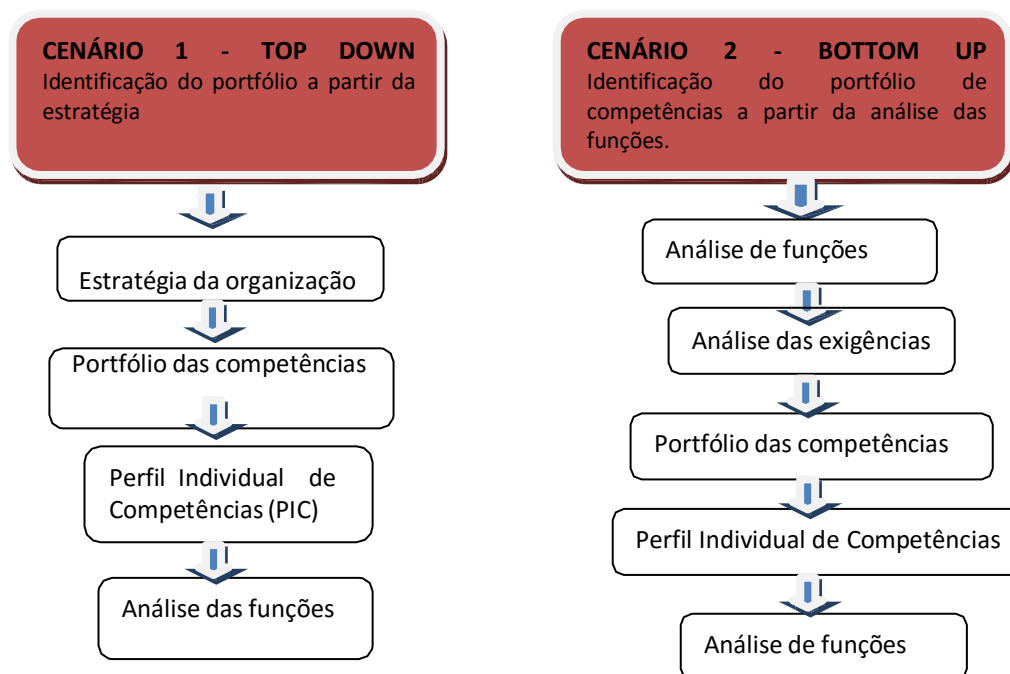 CENÁRIO 1 - TOP DOWN
Identificação do portfólio a partir da
estratégia
Estratégia da organização
Portfólio das competências
Perfil Individual de
Competências (PIC)
Análise das funções
CENÁRIO 2 - BOTTOM UP
Identificação do portfólio de
competências a partir da análise das
funções.
Análise de funções
Análise das exigências
Portfólio das competências
Perfil Individual de Competências
Análise de funções